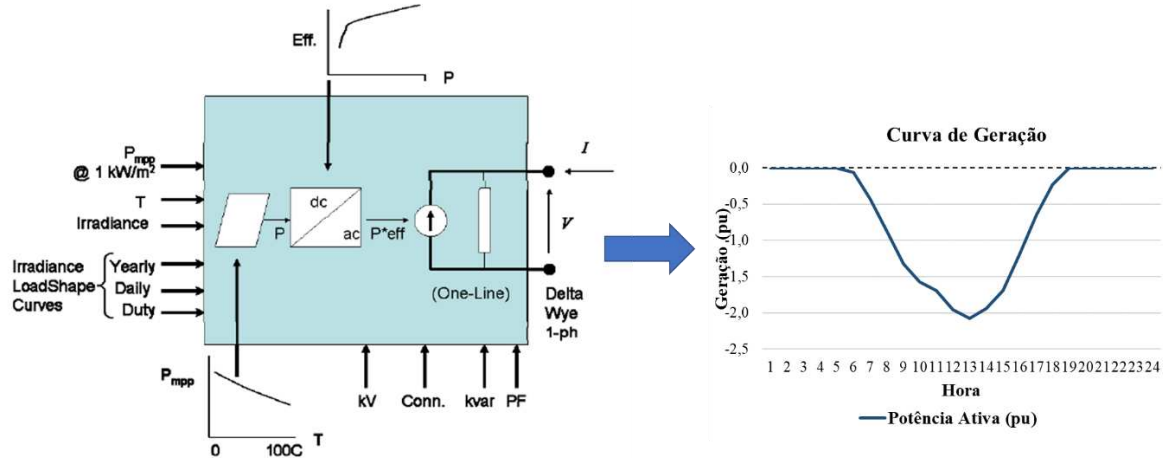 Eff.
P
P mpp
@ 1 kW/m²
T
Irradiance
Irradiance
LoadShape
Curves
Yearly
Daily
Duty
P
dc
ac
P*eff
(One-Line)
I
V
Delta
Wye
1-ph
P mpp
0
100C
T
kV
Conn.
kvar
PF
Curva de Geração
Geração (pu)
0,0
-0,5
-1,0
-1,5
-2,0
-2,5
1 2 3 4 5 6 7 8 9 10 11 12 13 14 15 16 17 18 19 20 21 22 23 24
Hora
Potência Ativa (pu)